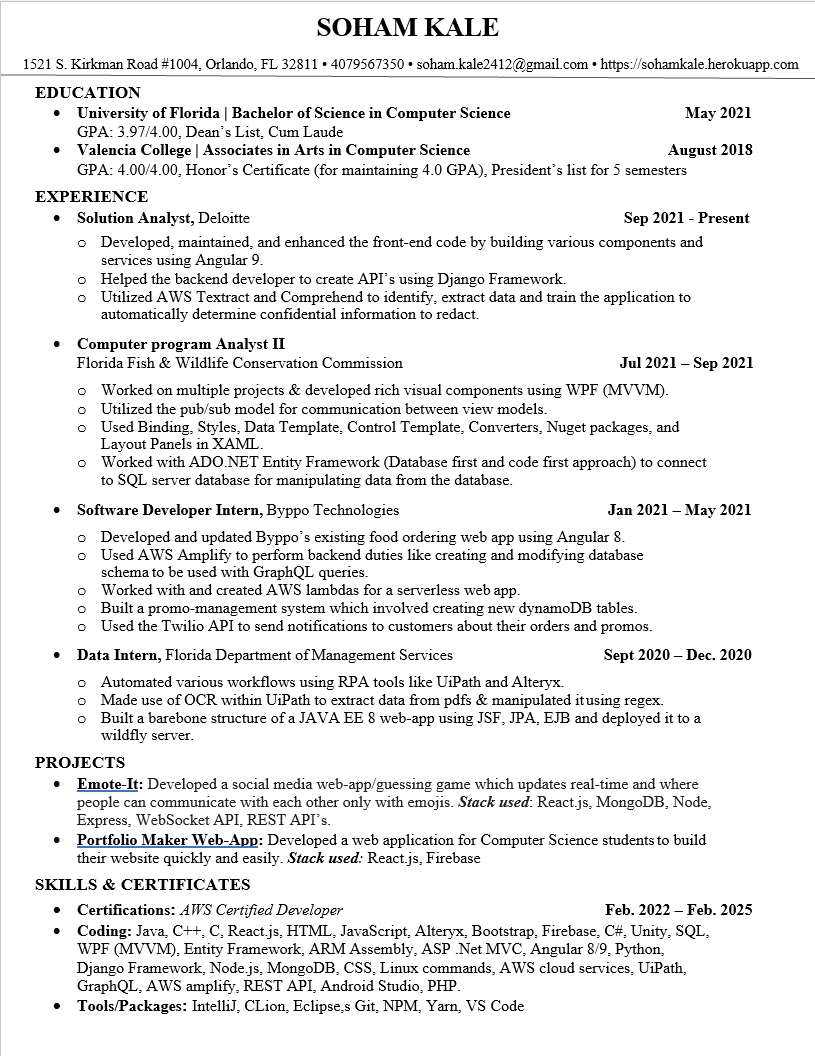 SOHAM KALE
1521 S. Kirkman Road #1004, Orlando, FL 32811 • 4079567350 • soham.kale2412@gmail.com • https://sohamkale.herokuapp.com
EDUCATION
• University of Florida | Bachelor of Science in Computer Science May 2021
GPA: 3.97/4.00, Dean's List, Cum Laude
• Valencia College | Associates in Arts in Computer Science August 2018
GPA: 4.00/4.00, Honor's Certificate (for maintaining 4.0 GPA), President's list for 5 semesters
EXPERIENCE
• Solution Analyst, Deloitte Sep 2021 - Present
o Developed, maintained, and enhanced the front-end code by building various components and
services using Angular 9.
o Helped the backend developer to create API's using Django Framework.
o Utilized AWS Textract and Comprehend to identify, extract data and train the application to
automatically determine confidential information to redact.
• Computer program Analyst II
Florida Fish & Wildlife Conservation Commission Jul 2021 – Sep 2021
o Worked on multiple projects & developed rich visual components using WPF (MVVM).
o Utilized the pub/sub model for communication between view models.
o Used Binding, Styles, Data Template, Control Template, Converters, Nuget packages, and
Layout Panels in XAML.
o Worked with ADO.NET Entity Framework (Database first and code first approach) to connect
to SQL server database for manipulating data from the database.
• Software Developer Intern, Byppo Technologies Jan 2021 – May 2021
o Developed and updated Byppo's existing food ordering web app using Angular 8.
o Used AWS Amplify to perform backend duties like creating and modifying database
schema to be used with GraphQL queries.
o Worked with and created AWS lambdas for a serverless web app.
o Built a promo-management system which involved creating new dynamoDB tables.
o Used the Twilio API to send notifications to customers about their orders and promos.
• Data Intern, Florida Department of Management Services Sept 2020 – Dec. 2020
o Automated various workflows using RPA tools like UiPath and Alteryx.
o Made use of OCR within UiPath to extract data from pdfs & manipulated it using regex.
o Built a barebone structure of a JAVA EE 8 web-app using JSF, JPA, EJB and deployed it to a
wildfly server.
PROJECTS
• Emote-It: Developed a social media web-app/guessing game which updates real-time and where
people can communicate with each other only with emojis. Stack used: React.js, MongoDB, Node,
Express, WebSocket API, REST API's.
• Portfolio Maker Web-App: Developed a web application for Computer Science students to build
their website quickly and easily. Stack used: React.js, Firebase
SKILLS & CERTIFICATES
• Certifications: AWS Certified Developer Feb. 2022 – Feb. 2025
• Coding: Java, C++, C, React.js, HTML, JavaScript, Alteryx, Bootstrap, Firebase, C#, Unity, SQL,
WPF (MVVM), Entity Framework, ARM Assembly, ASP .Net MVC, Angular 8/9, Python,
Django Framework, Node.js, MongoDB, CSS, Linux commands, AWS cloud services, UiPath,
GraphQL, AWS amplify, REST API, Android Studio, PHP.
• Tools/Packages: IntelliJ, CLion, Eclipse,s Git, NPM, Yarn, VS Code